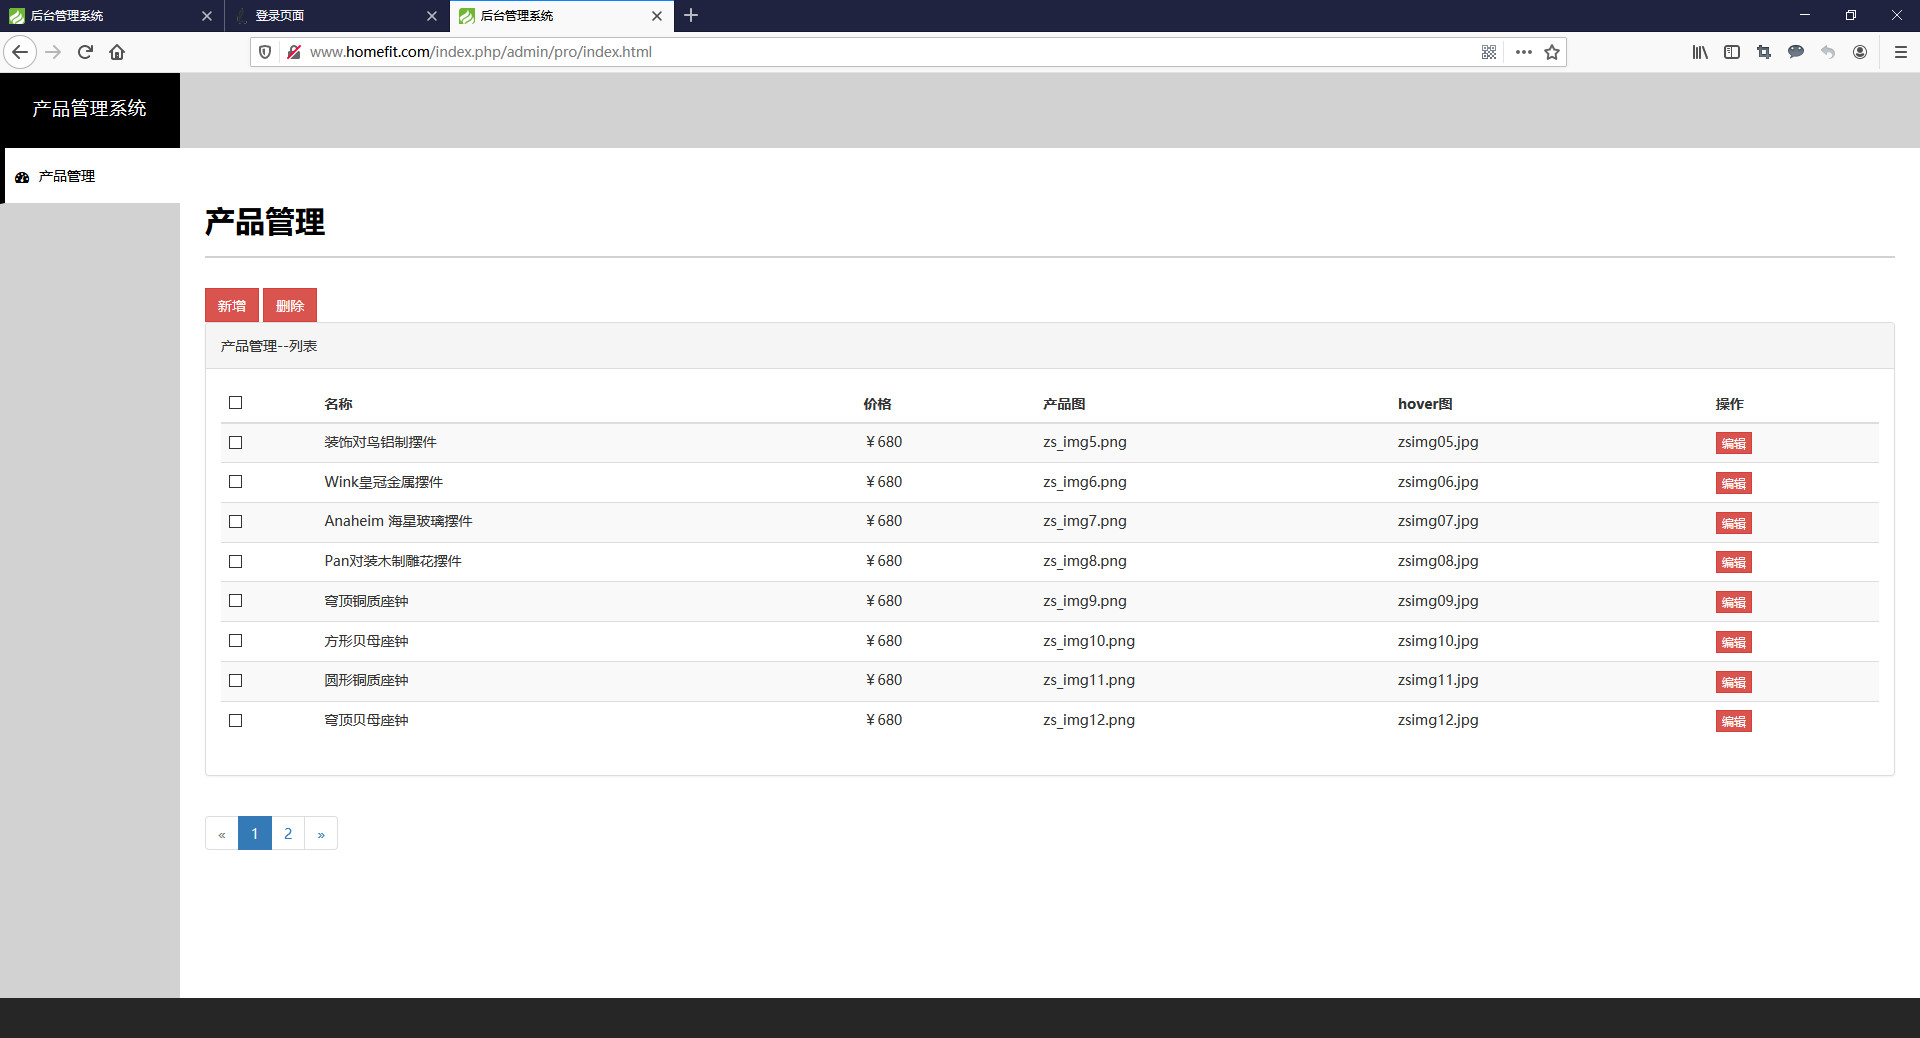 后台管理系统 登录页面 后台管理系统
www.homefit.com/index.php/admin/pro/index.html
产品管理系统
产品管理
产品管理
新增 删除
产品管理--列表
名称 价格 产品图 hover图 操作
装饰对鸟铝制摆件 ￥680 zs_img5.png zsimg05.jpg 编辑
Wink皇冠金属摆件 ￥680 zs_img6.png zsimg06.jpg 编辑
Anaheim 海星玻璃摆件 ￥680 zs_img7.png zsimg07.jpg 编辑
Pan对装木制雕花摆件 ￥680 zs_img8.png zsimg08.jpg 编辑
穹顶铜质座钟 ￥680 zs_img9.png zsimg09.jpg 编辑
方形贝母座钟 ￥680 zs_img10.png zsimg10.jpg 编辑
圆形铜质座钟 ￥680 zs_img11.png zsimg11.jpg 编辑
穹顶贝母座钟 ￥680 zs_img12.png zsimg12.jpg 编辑
« 1 2 »